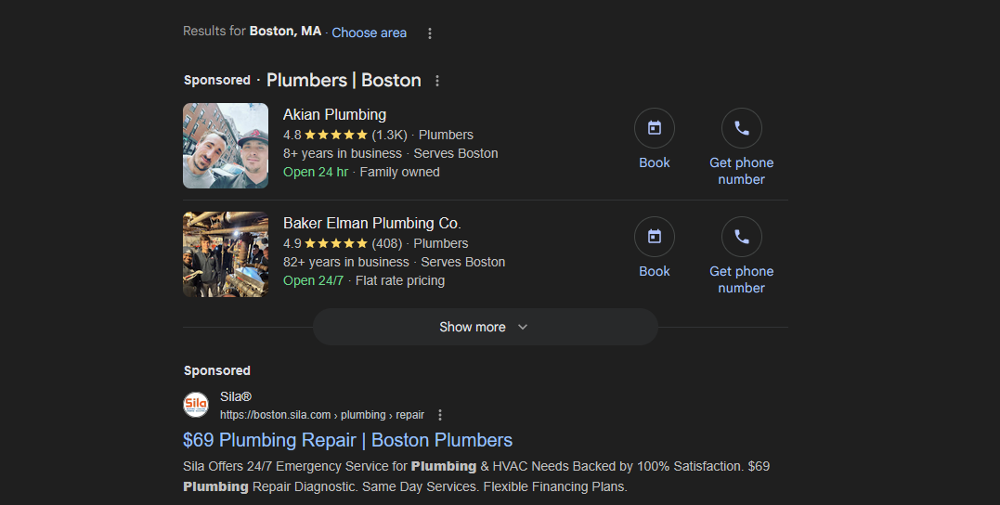 Results for Boston, MA · Choose area
Sponsored · Plumbers | Boston
Akian Plumbing
4.8 (1.3K) · Plumbers
8+ years in business · Serves Boston
Open 24 hr · Family owned
Book
Get phone
number
Baker Elman Plumbing Co.
4.9 (408) · Plumbers
82+ years in business · Serves Boston
Open 24/7 · Flat rate pricing
Book
Get phone
number
Show more
Sponsored
Sila
Sila®
https://boston.sila.com › plumbing › repair
$69 Plumbing Repair | Boston Plumbers
Sila Offers 24/7 Emergency Service for Plumbing & HVAC Needs Backed by 100% Satisfaction. $69
Plumbing Repair Diagnostic. Same Day Services. Flexible Financing Plans.